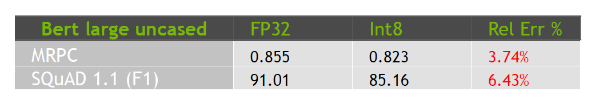 Bert large uncased FP32 Int8 Rel Err %
MRPC 0.855 0.823 3.74%
SQuAD 1.1 (F1) 91.01 85.16 6.43%